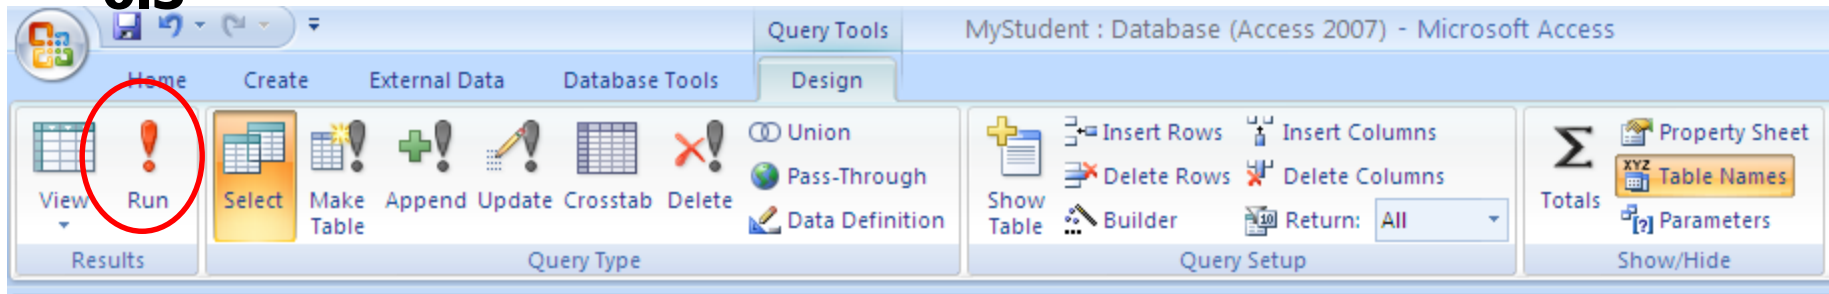 Query Tools
MyStudent : Database (Access 2007) - Microsoft Access
Home Create External Data Database Tools Design
View
Run
Select
Make
Table
Append
Update
Crosstab
Delete
Union
Pass-Through
Data Definition
Show
Table
Insert Rows
Delete Rows
Builder
Insert Columns
Delete Columns
Return: All
Σ
Totals
Property Sheet
XYZ
Table Names
Parameters
Results
Query Type
Query Setup
Show/Hide